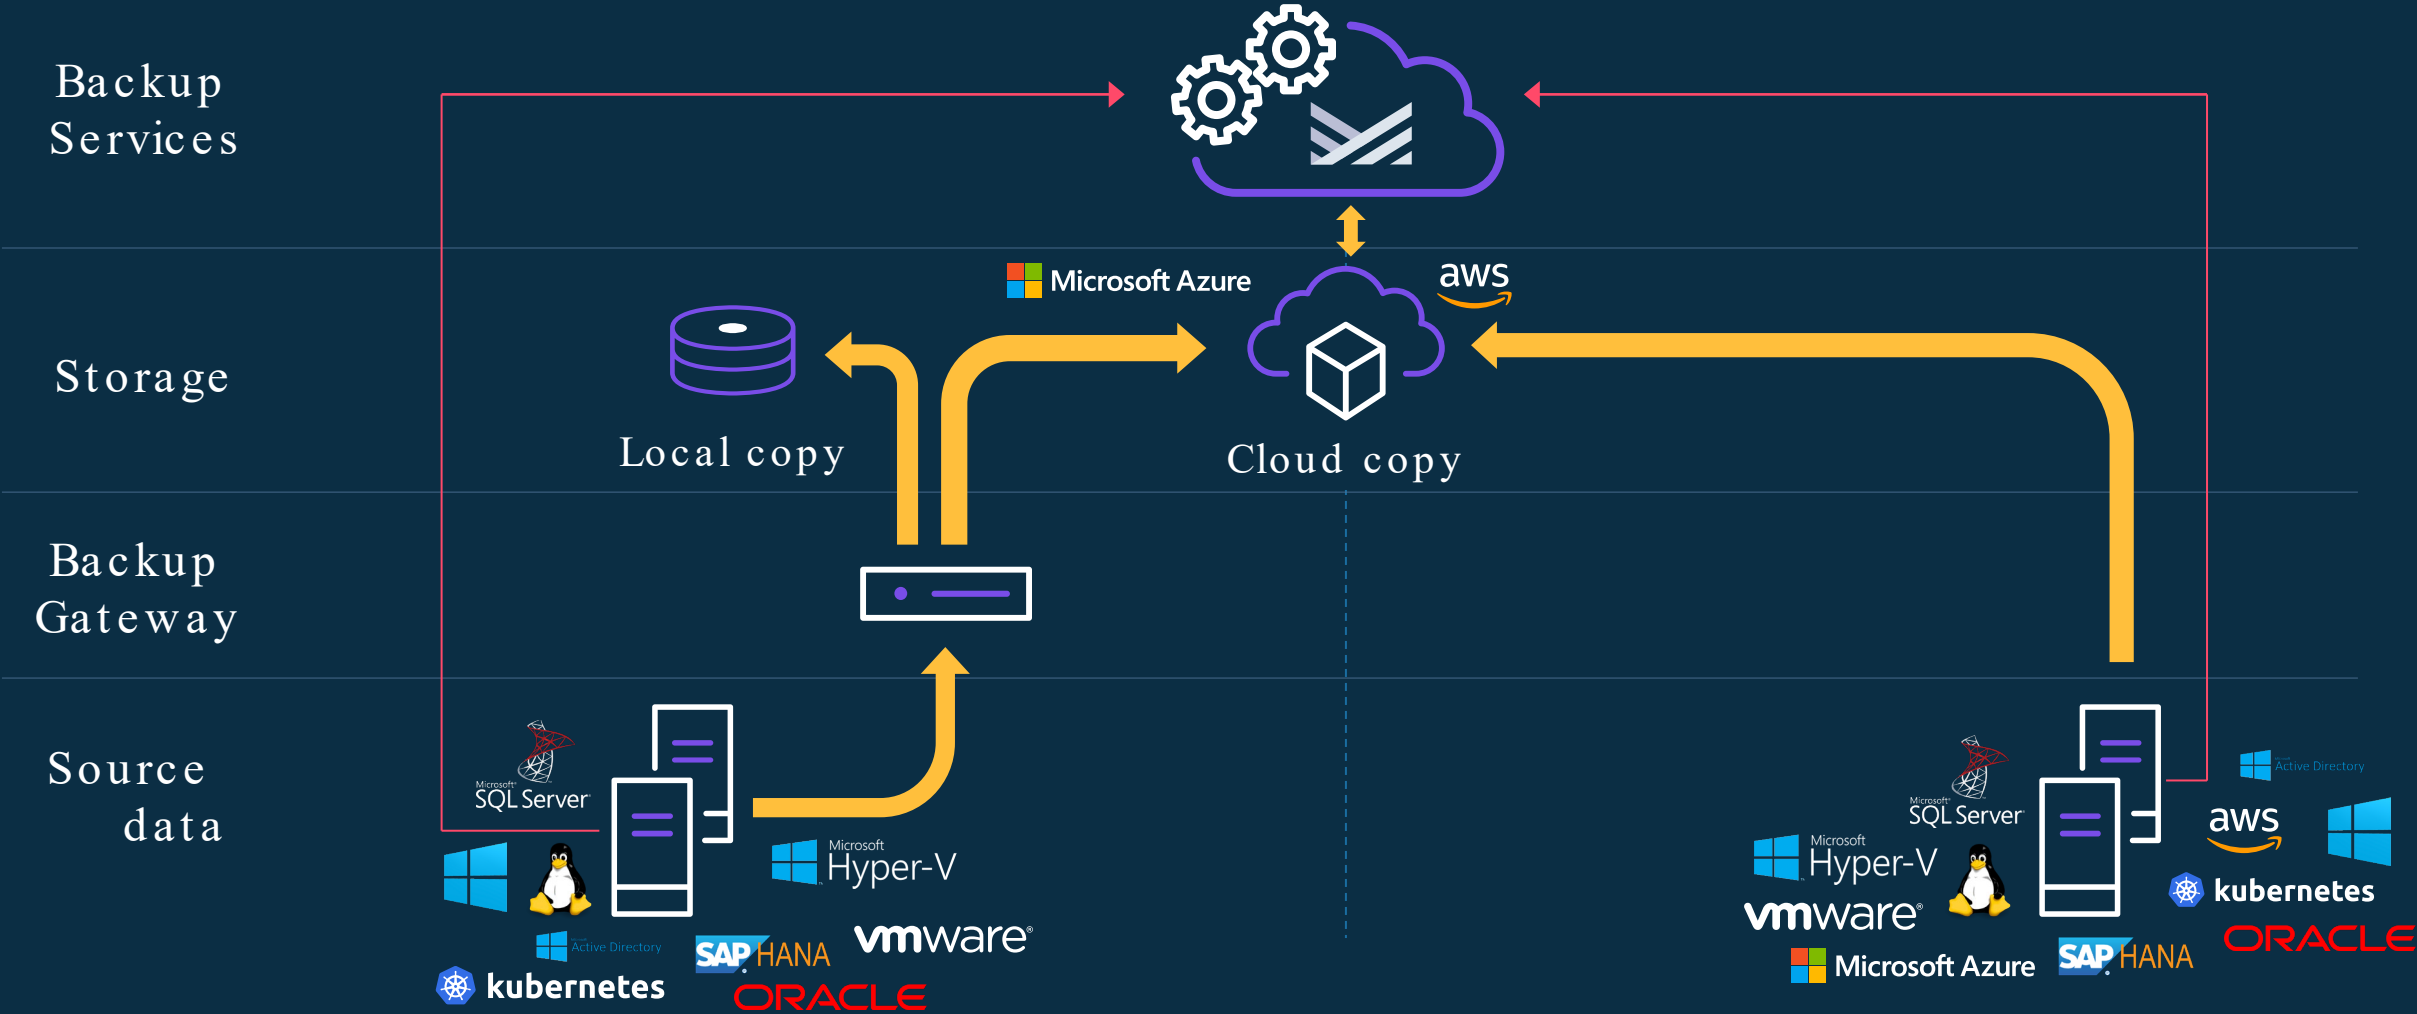 Backup
Services
Microsoft Azure
aws
Storage
Local copy
Cloud copy
Backup
Gateway
Source
data
Microsoft®
SQL Server®
Microsoft
Hyper-V
Active Directory
SAP® HANA
vmware®
kubernetes
ORACLE
Microsoft®
SQL Server®
Active Directory
aws
Microsoft
Hyper-V
kubernetes
vmware®
ORACLE
Microsoft Azure
SAP® HANA